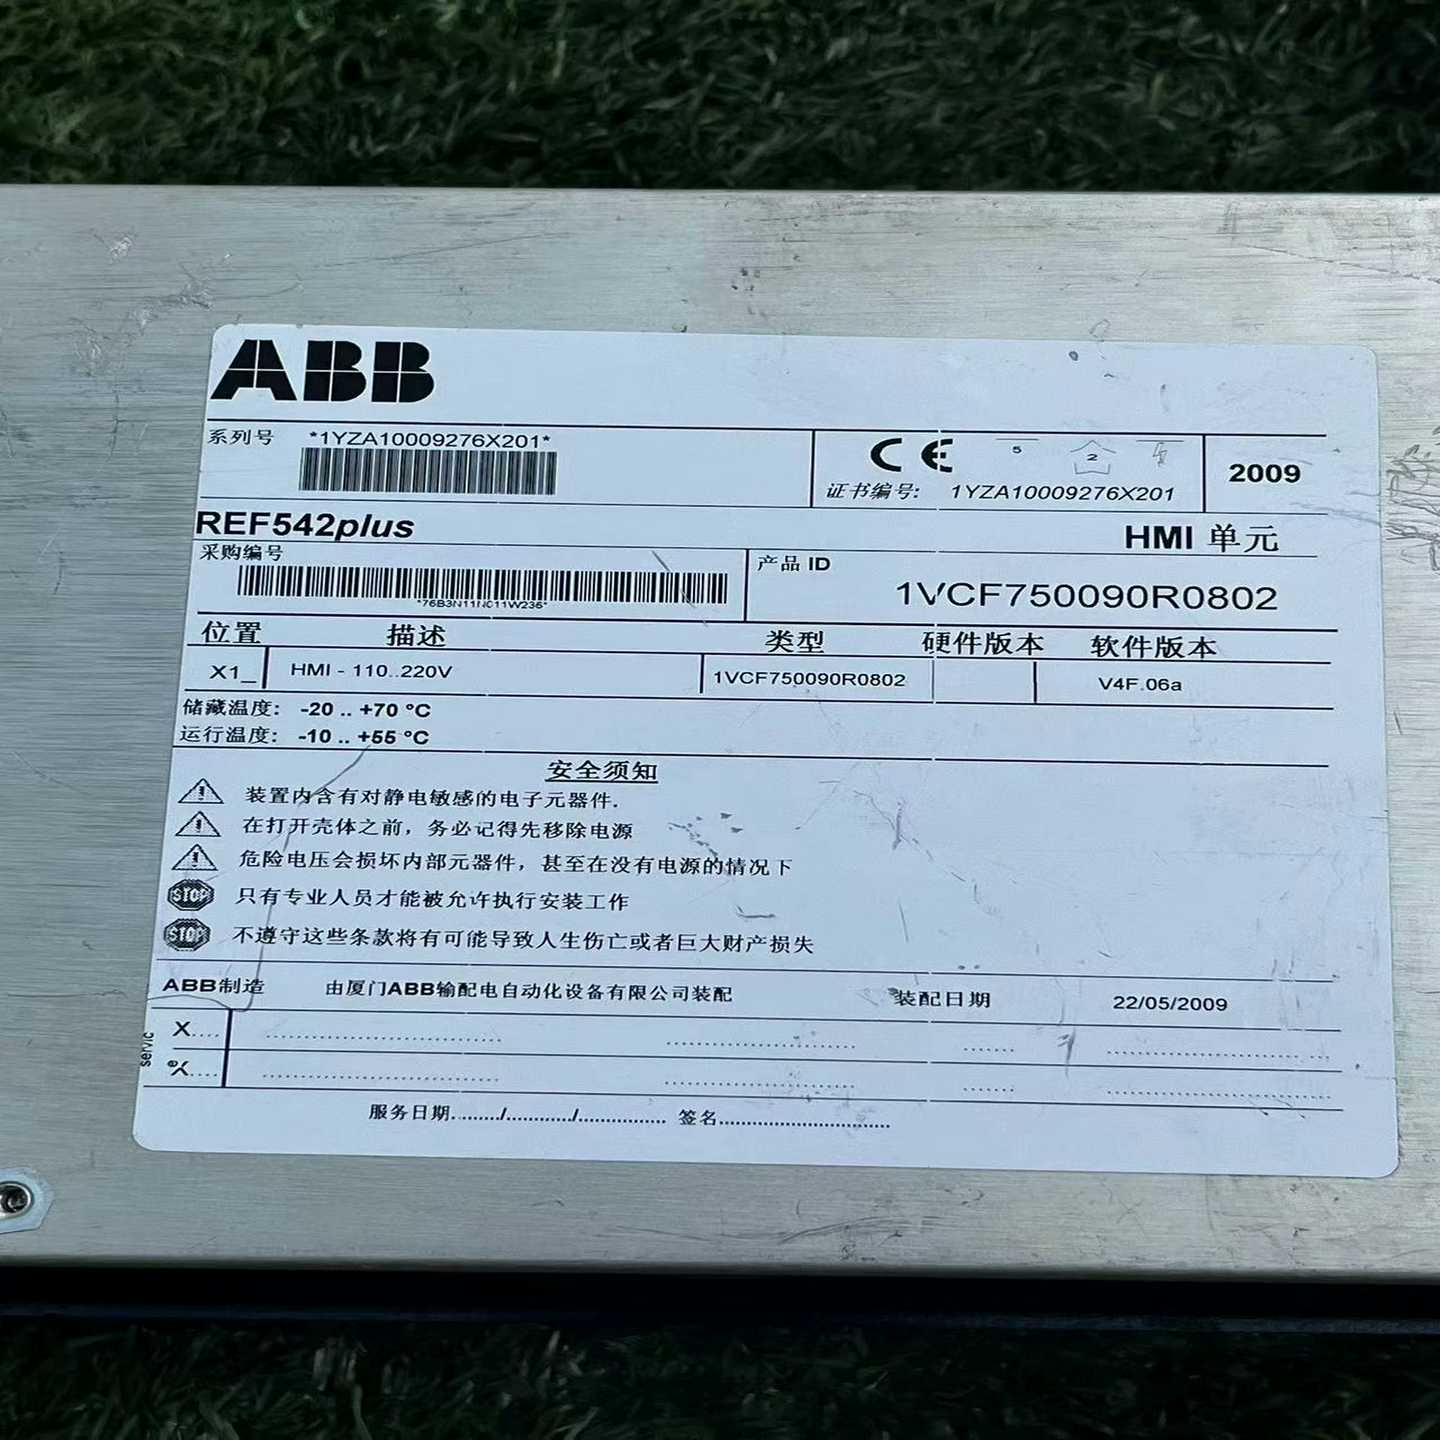 ABB
系列号 *1YZA10009276X201*
CE 5 2
证书编号: 1YZA10009276X201
2009
REF542plus HMI 单元
采购编号
*76B3N11N011W236*
产品 ID
1VCF750090R0802
位置 描述 类型 硬件版本 软件版本
X1_ HMI - 110..220V 1VCF750090R0802 V4F.06a
储藏温度: -20 .. +70 °C
运行温度: -10 .. +55 °C
安全须知
装置内含有对静电敏感的电子元器件.
在打开壳体之前，务必记得先移除电源
危险电压会损坏内部元器件，甚至在没有电源的情况下
STOP 只有专业人员才能被允许执行安装工作
STOP 不遵守这些条款将有可能导致人生伤亡或者巨大财产损失
ABB制造 由厦门ABB输配电自动化设备有限公司装配 装配日期 22/05/2009
servic
e
X....
X....
服务日期........./............/................ 签名..............................